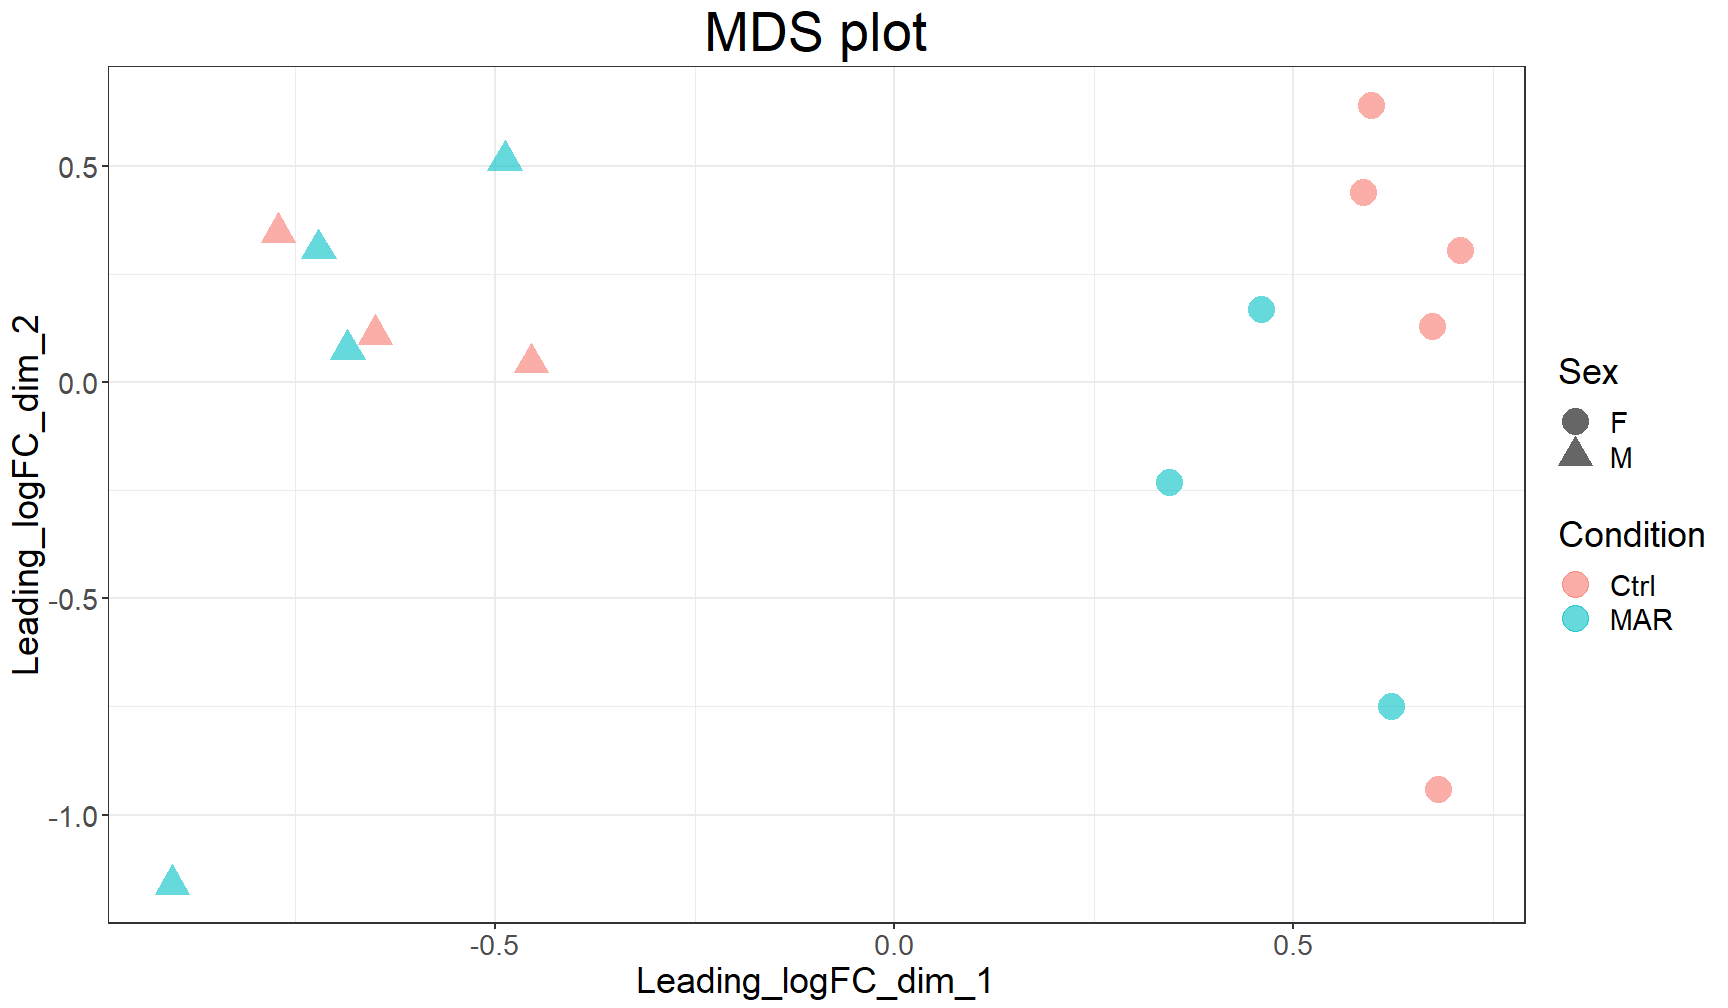 MDS plot
0.5
0.0
-0.5
-1.0
Leading_logFC_dim_2
-0.5
0.0
0.5
Leading_logFC_dim_1
Sex
F
M
Condition
Ctrl
MAR